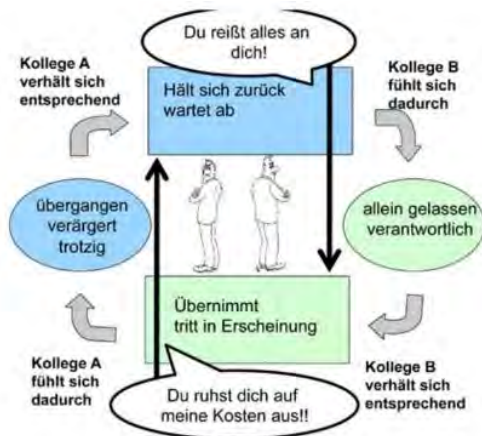 Du reißt alles an
dich!
Kollege A
verhält sich
entsprechend
Hält sich zurück
wartet ab
Kollege B
fühlt sich
dadurch
übergangen
verärgert
trotzig
allein gelassen
verantwortlich
Übernimmt
tritt in Erscheinung
Kollege A
fühlt sich
dadurch
Du ruhst dich auf
meine Kosten aus!!
Kollege B
verhält sich
entsprechend